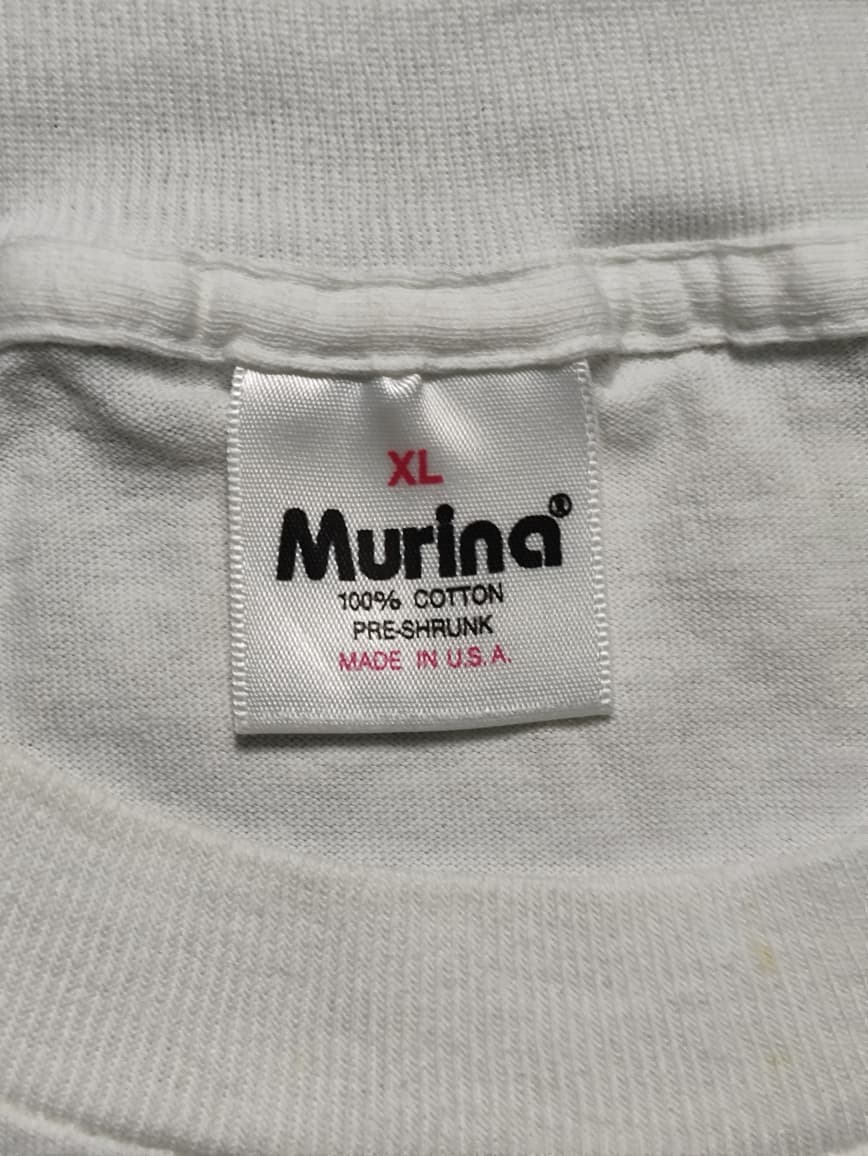 XL
Murina®
100% COTTON
PRE-SHRUNK
MADE IN U.S.A.